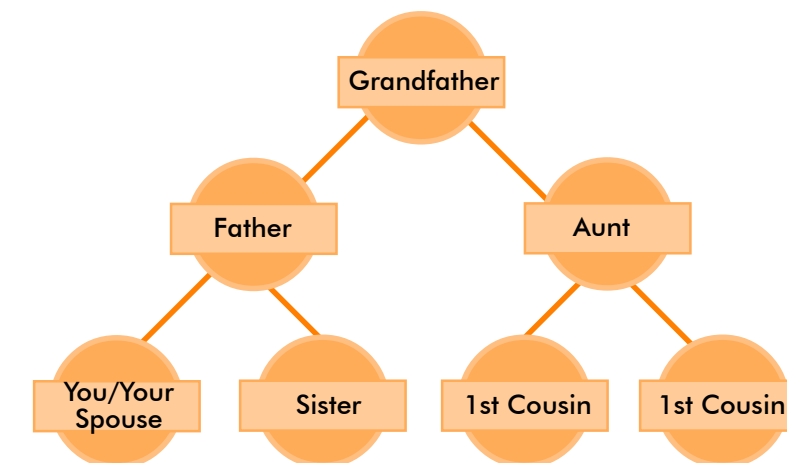 Grandfather
Father
Aunt
You/Your
Spouse
Sister
1st Cousin
1st Cousin